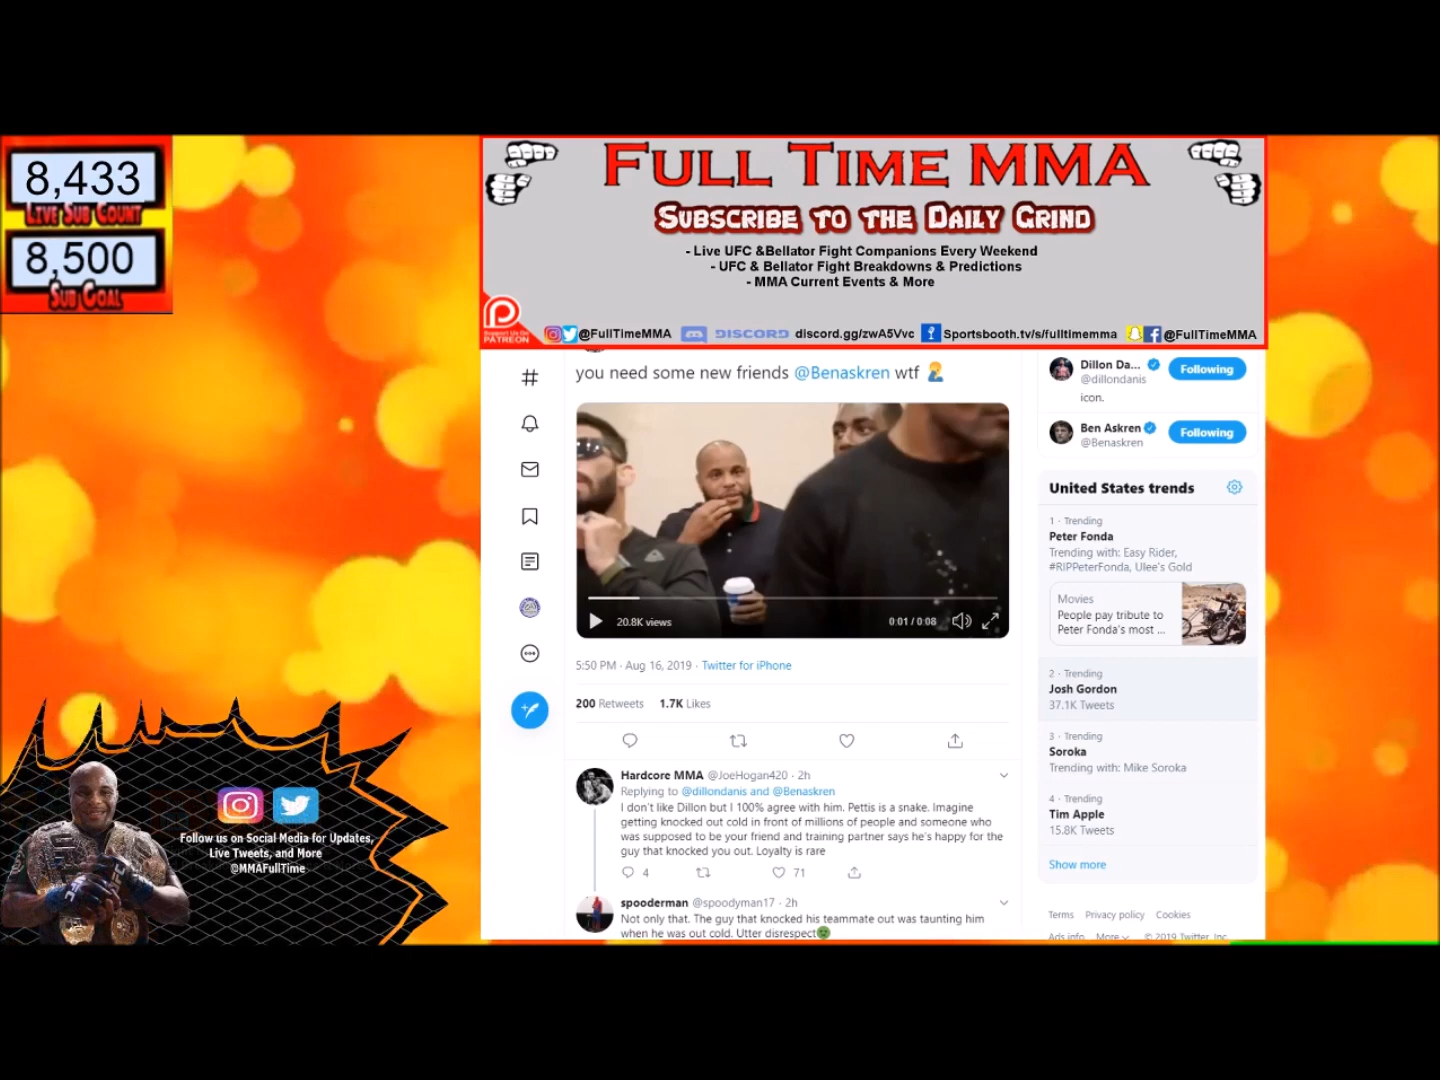 8,433
LIVE SUB COUNT
8,500
SUB GOAL
FULL TIME MMA
SUBSCRIBE TO THE DAILY GRIND
- Live UFC &Bellator Fight Companions Every Weekend
- UFC & Bellator Fight Breakdowns & Predictions
- MMA Current Events & More
Support Us On
PATREON
@FullTimeMMA
DISCORD discord.gg/zwA5Vvc
Sportsbooth.tv/s/fulltimemma
@FullTimeMMA
you need some new friends @Benaskren wtf
20.8K views
0:01 / 0:08
5:50 PM · Aug 16, 2019 · Twitter for iPhone
200 Retweets 1.7K Likes
Hardcore MMA @JoeHogan420 · 2h
Replying to @dillondanis and @Benaskren
I don't like Dillon but I 100% agree with him. Pettis is a snake. Imagine
getting knocked out cold in front of millions of people and someone who
was supposed to be your friend and training partner says he's happy for the
guy that knocked you out. Loyalty is rare
4 71
spooderman @spoodyman17 · 2h
Not only that. The guy that knocked his teammate out was taunting him
when he was out cold. Utter disrespect
Dillon Da...
@dillondanis
Following
icon.
Ben Askren
@Benaskren
Following
United States trends
1 · Trending
Peter Fonda
Trending with: Easy Rider,
#RIPPeterFonda, Ulee's Gold
Movies
People pay tribute to
Peter Fonda's most ...
2 · Trending
Josh Gordon
37.1K Tweets
3 · Trending
Soroka
Trending with: Mike Soroka
4 · Trending
Tim Apple
15.8K Tweets
Show more
Terms Privacy policy Cookies
Ads info More © 2019 Twitter, Inc.
Follow us on Social Media for Updates,
Live Tweets, and More
@MMAFullTime